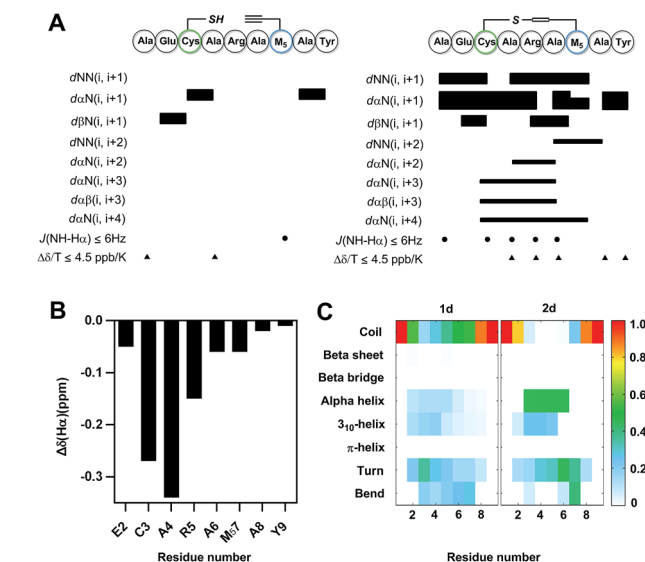 A
SH
S
Ala Glu Cys Ala Arg Ala M₅ Ala Tyr
Ala Glu Cys Ala Arg Ala M₅ Ala Tyr
dNN(i, i+1)
dαN(i, i+1)
dβN(i, i+1)
dNN(i, i+2)
dαN(i, i+2)
dαN(i, i+3)
dαβ(i, i+3)
dαN(i, i+4)
J(NH-Hα) ≤ 6Hz
Δδ/T ≤ 4.5 ppb/K
dNN(i, i+1)
dαN(i, i+1)
dβN(i, i+1)
dNN(i, i+2)
dαN(i, i+2)
dαN(i, i+3)
dαβ(i, i+3)
dαN(i, i+4)
J(NH-Hα) ≤ 6Hz
Δδ/T ≤ 4.5 ppb/K
B
Δδ(Hα)(ppm)
0.0
-0.1
-0.2
-0.3
E2 C3 A4 R5 A6 M₅7 A8 Y9
Residue number
C
1d 2d
Coil
Beta sheet
Beta bridge
Alpha helix
3₁₀-helix
π-helix
Turn
Bend
2 4 6 8 2 4 6 8
Residue number
1.0
0.8
0.6
0.4
0.2
0